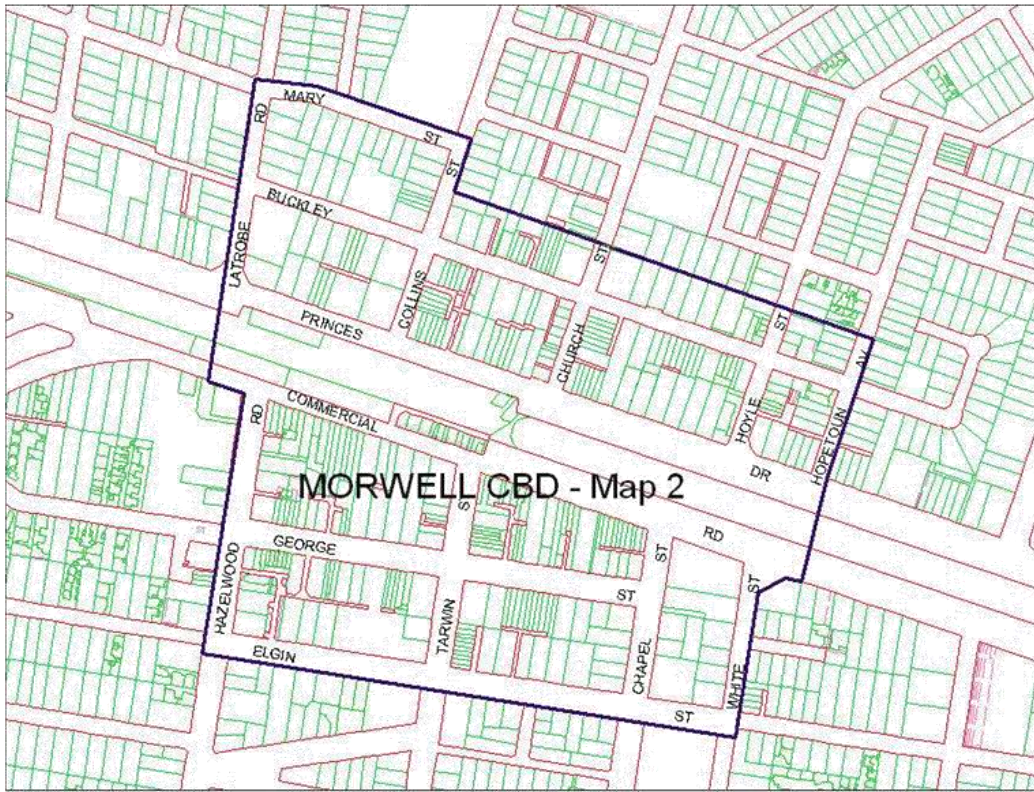 MARY ST
RD
ST
BUCKLEY
ST
LATROBE
COLLINS
PRINCES
ST
CHURCH
AV
HOYLE
HOPETOUN
DR
COMMERCIAL
RD
MORWELL CBD - Map 2
ST
RD
GEORGE
ST
ST
ST
HAZELWOOD
TARWIN
CHAPEL
WHITE
ELGIN
ST